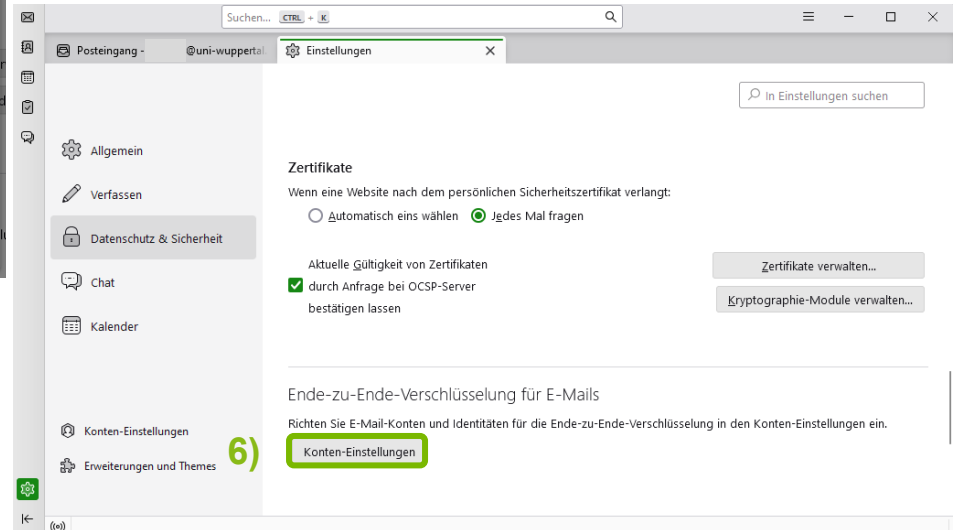 Suchen... CTRL + K
Posteingang - @uni-wuppertal.
Einstellungen
In Einstellungen suchen
Allgemein
Verfassen
Datenschutz & Sicherheit
Chat
Kalender
Konten-Einstellungen
Erweiterungen und Themes
Zertifikate
Wenn eine Website nach dem persönlichen Sicherheitszertifikat verlangt:
Automatisch eins wählen Jedes Mal fragen
Aktuelle Gültigkeit von Zertifikaten
durch Anfrage bei OCSP-Server
bestätigen lassen
Zertifikate verwalten...
Kryptographie-Module verwalten...
Ende-zu-Ende-Verschlüsselung für E-Mails
Richten Sie E-Mail-Konten und Identitäten für die Ende-zu-Ende-Verschlüsselung in den Konten-Einstellungen ein.
6) Konten-Einstellungen